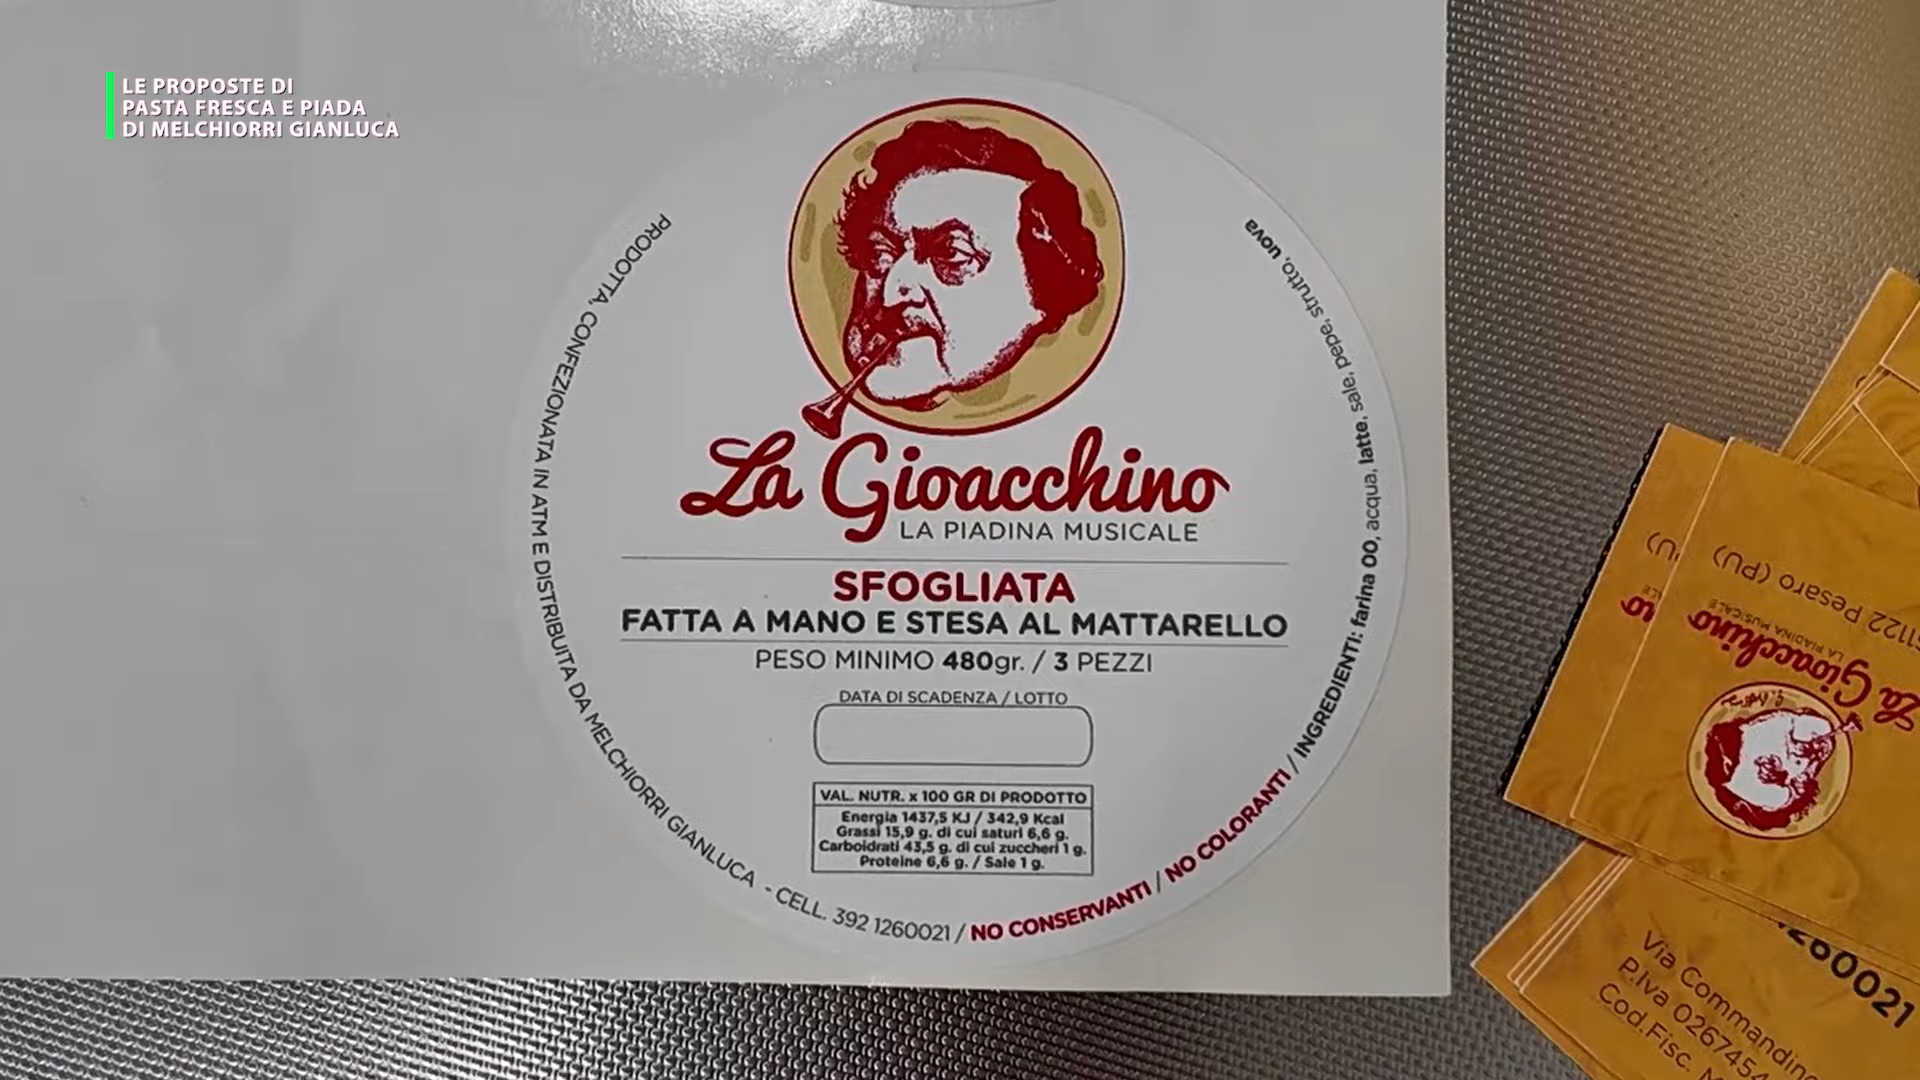 LE PROPOSTE DI
PASTA FRESCA E PIADA
DI MELCHIORRI GIANLUCA
La Gioacchino
LA PIADINA MUSICALE
SFOGLIATA
FATTA A MANO E STESA AL MATTARELLO
PESO MINIMO 480gr. / 3 PEZZI
DATA DI SCADENZA / LOTTO
VAL. NUTR. x 100 GR DI PRODOTTO
Energia 1437,5 KJ / 342,9 Kcal
Grassi 15,9 g. di cui saturi 6,6 g.
Carboidrati 43,5 g. di cui zuccheri 1 g.
Proteine 6,6 g. / Sale 1 g.
PRODOTTA, CONFEZIONATA IN ATM E DISTRIBUITA DA MELCHIORRI GIANLUCA - CELL. 392 1260021 / NO CONSERVANTI / NO COLORANTI / INGREDIENTI: farina 00, acqua, latte, sale, pepe, strutto, uova
Pesaro (PU)
La Gioacchino
LA PIADINA MUSICALE
260021
Via Commandino
P.Iva 026745
Cod.Fisc.